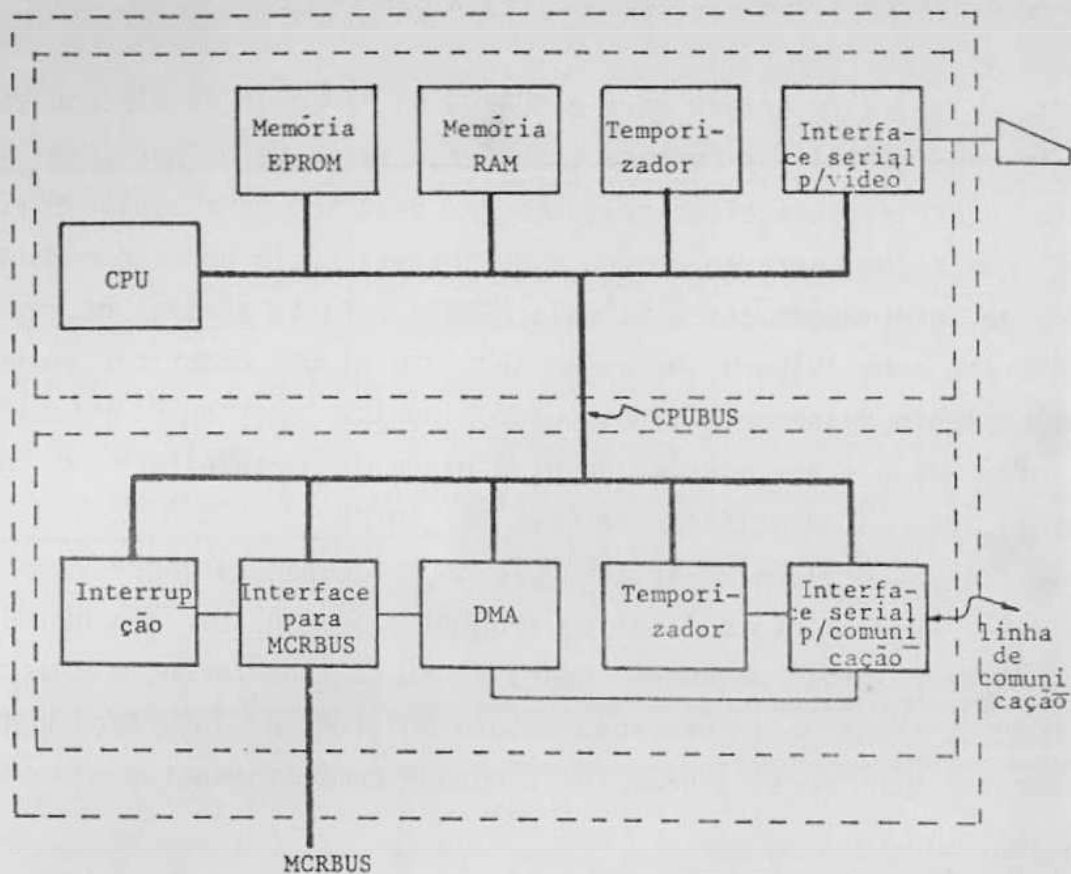 Memória
EPROM
Memória
RAM
Tempori-
zador
Interfa-
ce serial
p/vídeo
CPU
CPUBUS
Interrup
ção
Interface
para
MCRBUS
DMA
Tempori-
zador
Interfa-
ce serial
p/comuni
cação
linha
de
comuni
cação
MCRBUS